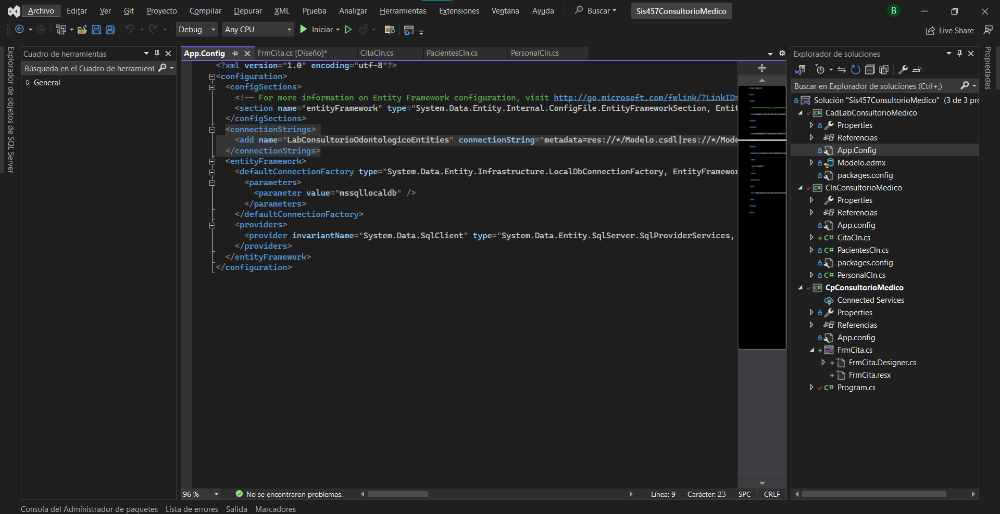 Archivo Editar Ver Git Proyecto Compilar Depurar XML Prueba Analizar Herramientas Extensiones Ventana Ayuda Buscar Sis457ConsultorioMedico B
Debug Any CPU Iniciar Live Share
Explorador de objetos de SQL Server
Cuadro de herramientas
Búsqueda en el Cuadro de herramient
General
App.Config FrmCita.cs [Diseño]* CitaCln.cs PacientesCln.cs PersonalCln.cs
<?xml version="1.0" encoding="utf-8"?>
<configuration>
<configSections>
<!-- For more information on Entity Framework configuration, visit http://go.microsoft.com/fwlink/?LinkID=
<section name="entityFramework" type="System.Data.Entity.Internal.ConfigFile.EntityFrameworkSection, Entit
</configSections>
<connectionStrings>
<add name="LabConsultorioOdontologicoEntities" connectionString="metadata=res://*/Modelo.csdl|res://*/Mode
</connectionStrings>
<entityFramework>
<defaultConnectionFactory type="System.Data.Entity.Infrastructure.LocalDbConnectionFactory, EntityFramewor
<parameters>
<parameter value="mssqllocaldb" />
</parameters>
</defaultConnectionFactory>
<providers>
<provider invariantName="System.Data.SqlClient" type="System.Data.Entity.SqlServer.SqlProviderServices,
</providers>
</entityFramework>
</configuration>
96 % No se encontraron problemas. Línea: 9 Carácter: 23 SPC CRLF
Explorador de soluciones
Buscar en Explorador de soluciones (Ctrl+;)
Solución "Sis457ConsultorioMedico" (3 de 3 pro
CadLabConsultorioMedico
Properties
Referencias
App.Config
Modelo.edmx
packages.config
ClnConsultorioMedico
Properties
Referencias
App.config
CitaCln.cs
PacientesCln.cs
packages.config
PersonalCln.cs
CpConsultorioMedico
Connected Services
Properties
Referencias
App.config
FrmCita.cs
FrmCita.Designer.cs
FrmCita.resx
Program.cs
Propiedades
Consola del Administrador de paquetes Lista de errores Salida Marcadores